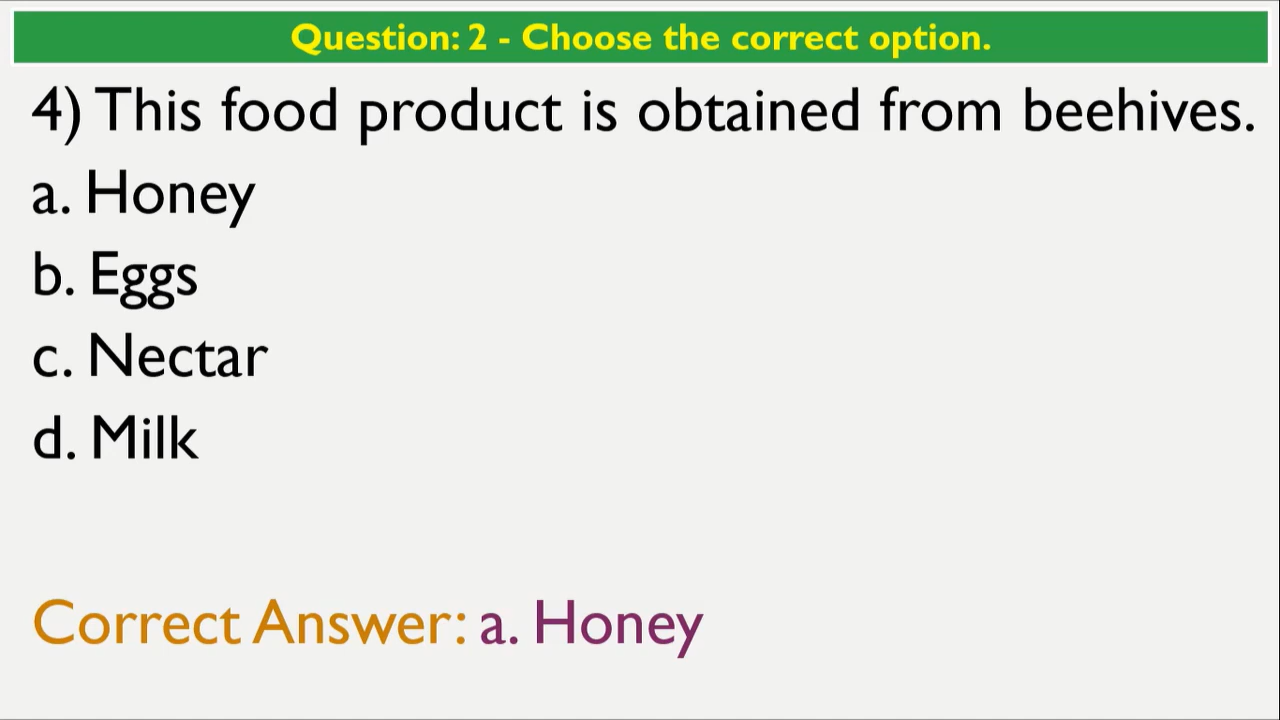 Question: 2 - Choose the correct option.
4) This food product is obtained from beehives.
a. Honey
b. Eggs
c. Nectar
d. Milk
Correct Answer: a. Honey